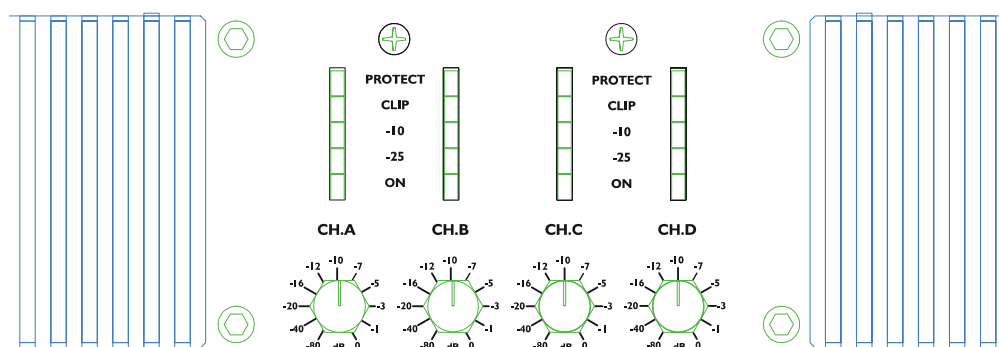 PROTECT PROTECT
CLIP CLIP
-10 -10
-25 -25
ON ON
CH.A CH.B CH.C CH.D
-10 -10 -10 -10
-12 -7 -12 -7 -12 -7 -12 -7
-16 -5 -16 -5 -16 -5 -16 -5
-20 -3 -20 -3 -20 -3 -20 -3
-40 -1 -40 -1 -40 -1 -40 -1
-80 dB 0 -80 dB 0 -80 dB 0 -80 dB 0